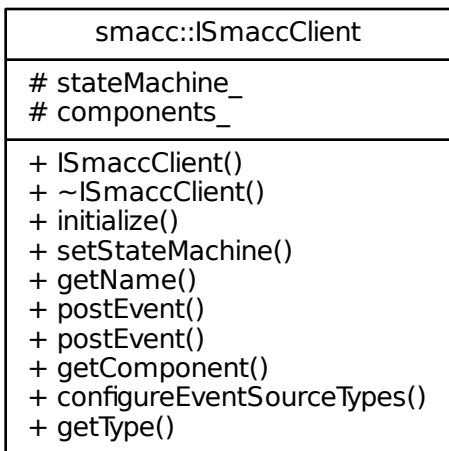 smacc::ISmaccClient
# stateMachine_
# components_
+ ISmaccClient()
+ ~ISmaccClient()
+ initialize()
+ setStateMachine()
+ getName()
+ postEvent()
+ postEvent()
+ getComponent()
+ configureEventSourceTypes()
+ getType()